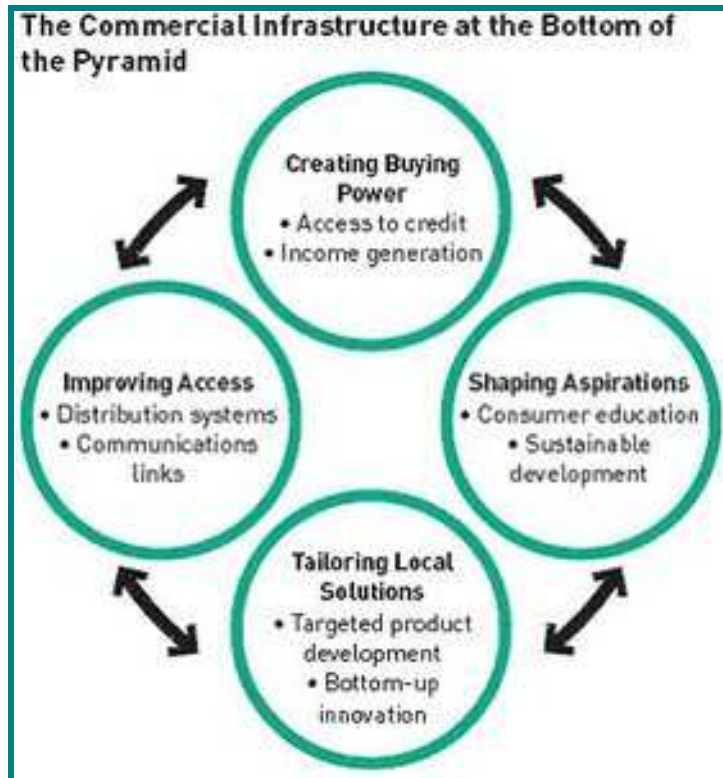 The Commercial Infrastructure at the Bottom of
the Pyramid
Creating Buying
Power
• Access to credit
• Income generation
Improving Access
• Distribution systems
• Communications
links
Shaping Aspirations
• Consumer education
• Sustainable
development
Tailoring Local
Solutions
• Targeted product
development
• Bottom-up
innovation